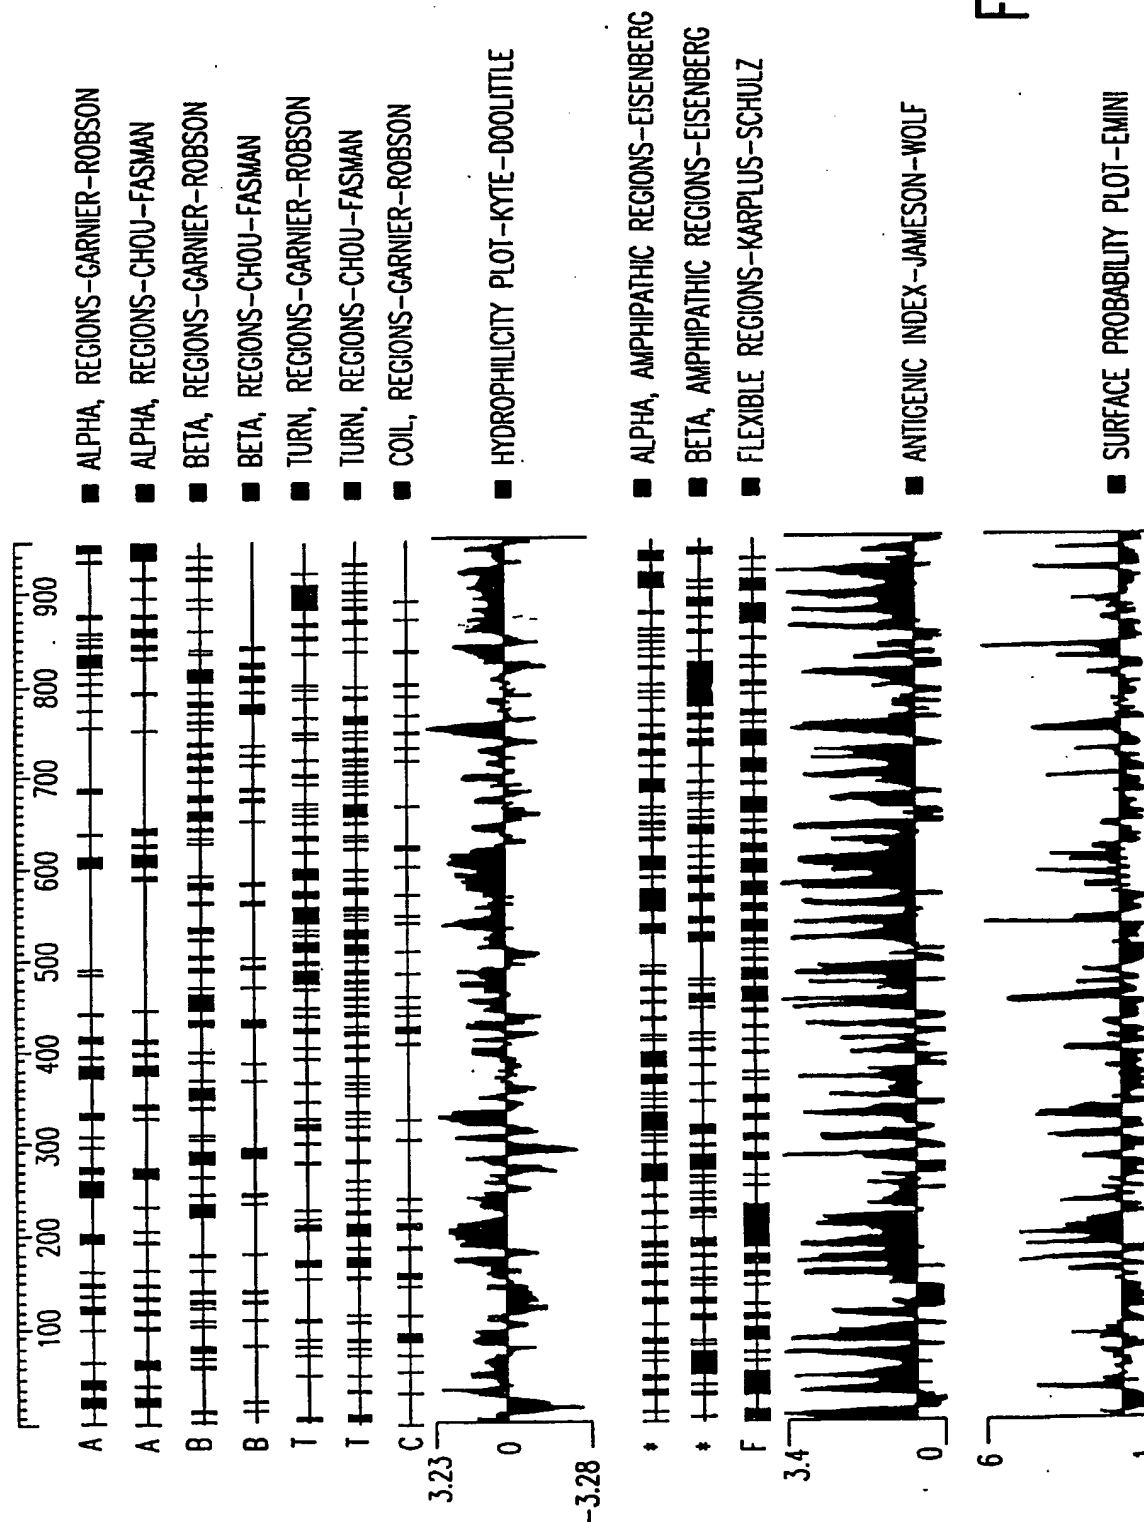 100 200 300 400 500 600 700 800 900
A ALPHA, REGIONS-GARNIER-ROBSON
A ALPHA, REGIONS-CHOU-FASMAN
B BETA, REGIONS-GARNIER-ROBSON
B BETA, REGIONS-CHOU-FASMAN
T TURN, REGIONS-GARNIER-ROBSON
T TURN, REGIONS-CHOU-FASMAN
C COIL, REGIONS-GARNIER-ROBSON
3.23
0 HYDROPHILICITY PLOT-KYTE-DOOLITTLE
-3.28
* ALPHA, AMPHIPATHIC REGIONS-EISENBERG
* BETA, AMPHIPATHIC REGIONS-EISENBERG
F FLEXIBLE REGIONS-KARPLUS-SCHULZ
3.4
ANTIGENIC INDEX-JAMESON-WOLF
0
6
F
SURFACE PROBABILITY PLOT-EMINI
1